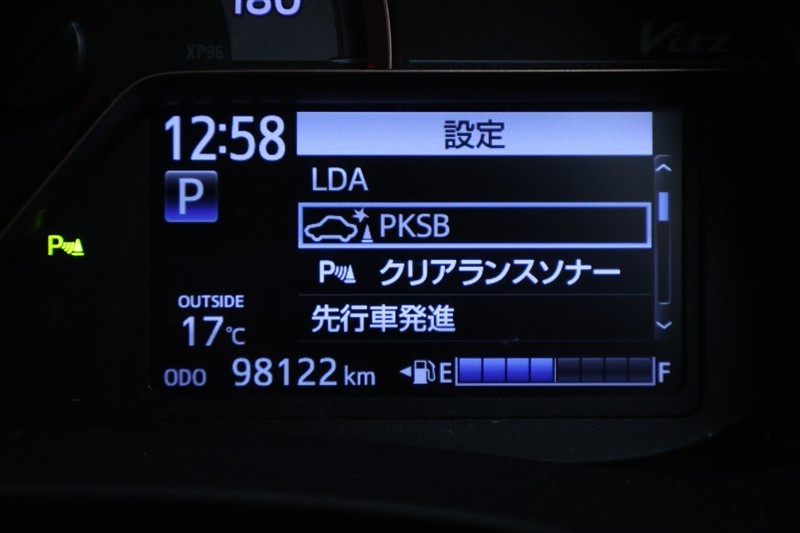 180
XP96
Vitz
12:58
設定
P
LDA
PKSB
P クリアランスソナー
P
先行車発進
OUTSIDE
17℃
ODO 98122 km
E F